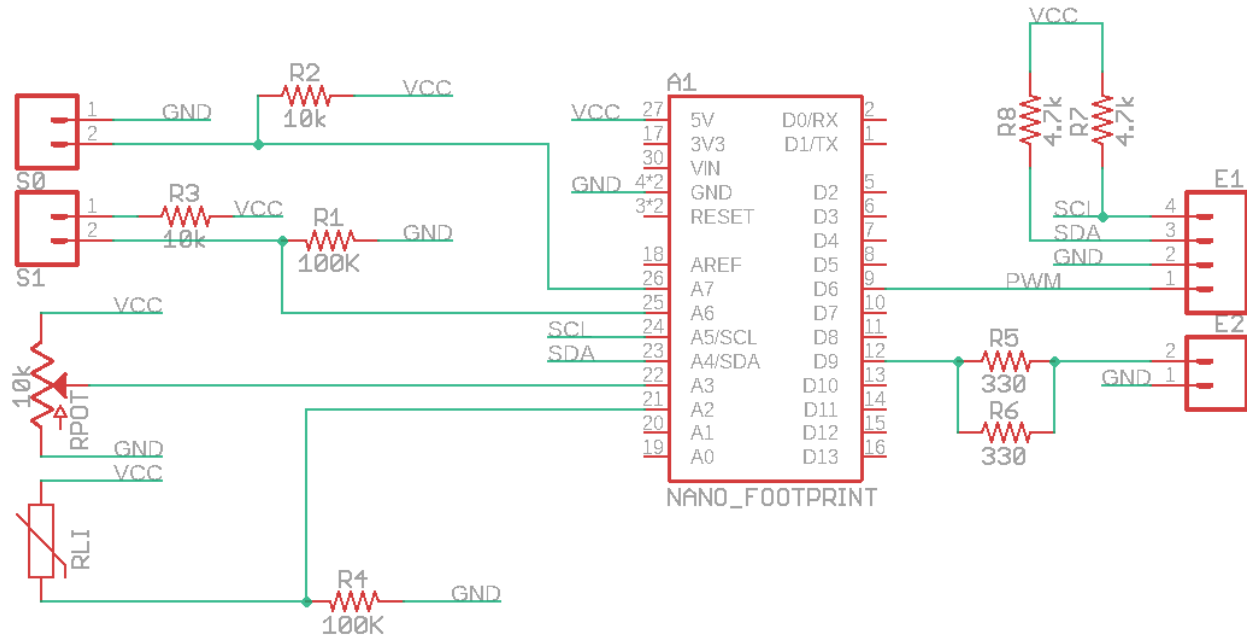 VCC
R2
VCC
10k
A1
1
GND
2
S0
VCC
27
5V
D0/RX
2
17
3V3
D1/TX
1
30
VIN
GND
4*2
GND
D2
5
3*2
RESET
D3
6
D4
7
18
AREF
D5
8
26
A7
D6
9
25
A6
D7
10
SCL
24
A5/SCL
D8
11
SDA
23
A4/SDA
D9
12
22
A3
D10
13
21
A2
D11
14
20
A1
D12
15
19
A0
D13
16
NANO_FOOTPRINT
R8
4.7k
R7
4.7k
E1
SCL
4
SDA
3
GND
2
PWM
1
E2
R5
330
2
GND
1
R6
330
1
R3
VCC
10k
2
R1
GND
100K
S1
VCC
10k
RPOT
GND
VCC
RLI
R4
GND
100K